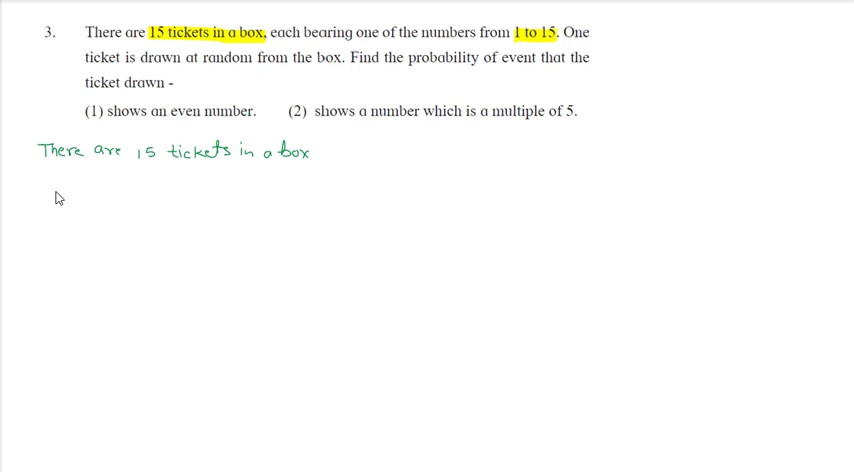 3. There are 15 tickets in a box, each bearing one of the numbers from 1 to 15. One
ticket is drawn at random from the box. Find the probability of event that the
ticket drawn -
(1) shows an even number. (2) shows a number which is a multiple of 5.
There are 15 tickets in a box